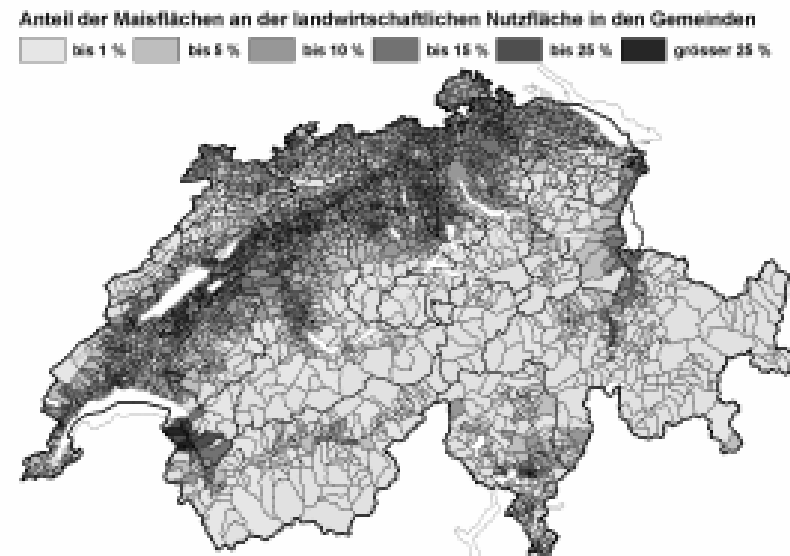 Anteil der Maisflächen an der landwirtschaftlichen Nutzfläche in den Gemeinden
bis 1 % bis 5 % bis 10 % bis 15 % bis 25 % grösser 25 %